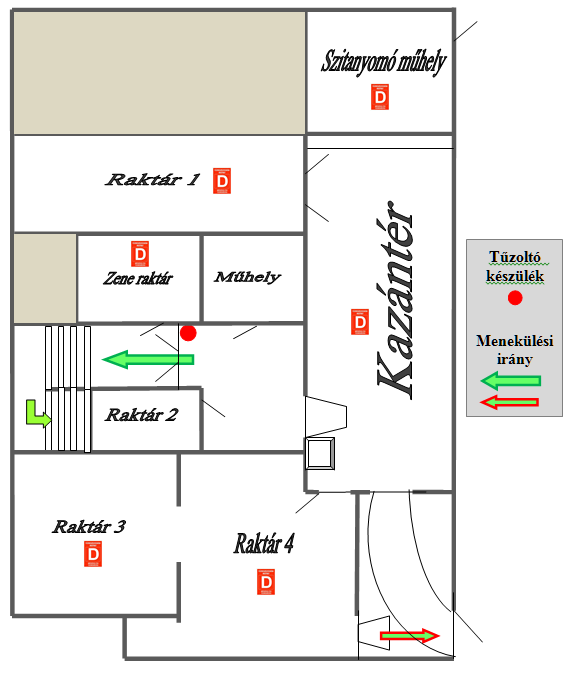 Szitanyomó műhely
D
Raktár 1
D
D
Zene raktár
Műhely
Kazántér
D
Tűzoltó
készülék
Menekülési
irány
Raktár 2
Raktár 3
D
Raktár 4
D